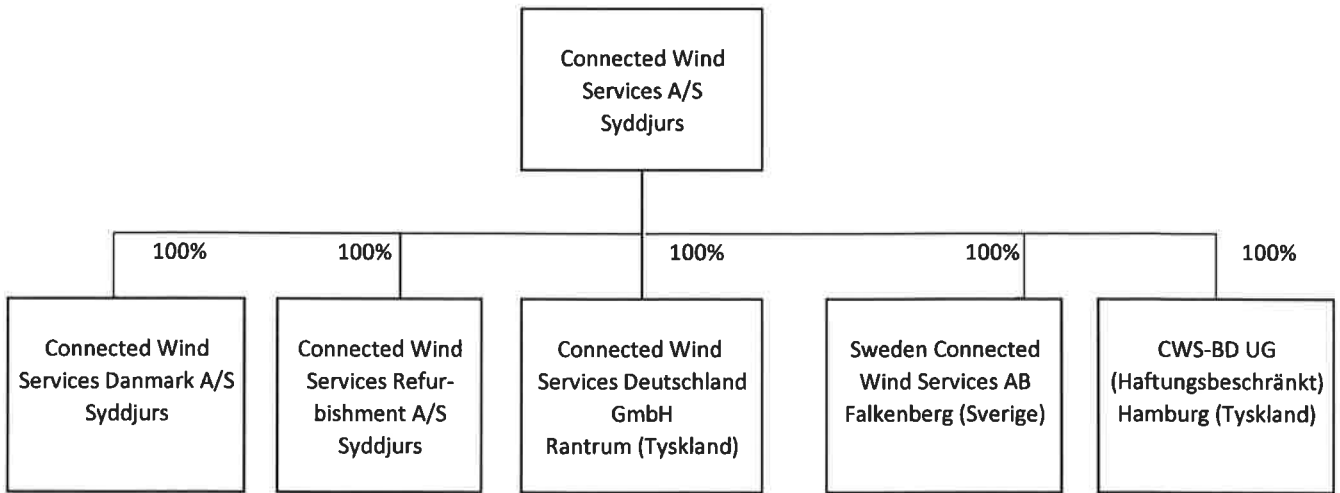 Connected Wind
Services A/S
Syddjurs
100%
100%
100%
100%
100%
Connected Wind
Services Danmark A/S
Syddjurs
Connected Wind
Services Refur-
bishment A/S
Syddjurs
Connected Wind
Services Deutschland
GmbH
Rantrum (Tyskland)
Sweden Connected
Wind Services AB
Falkenberg (Sverige)
CWS-BD UG
(Haftungsbeschränkt)
Hamburg (Tyskland)